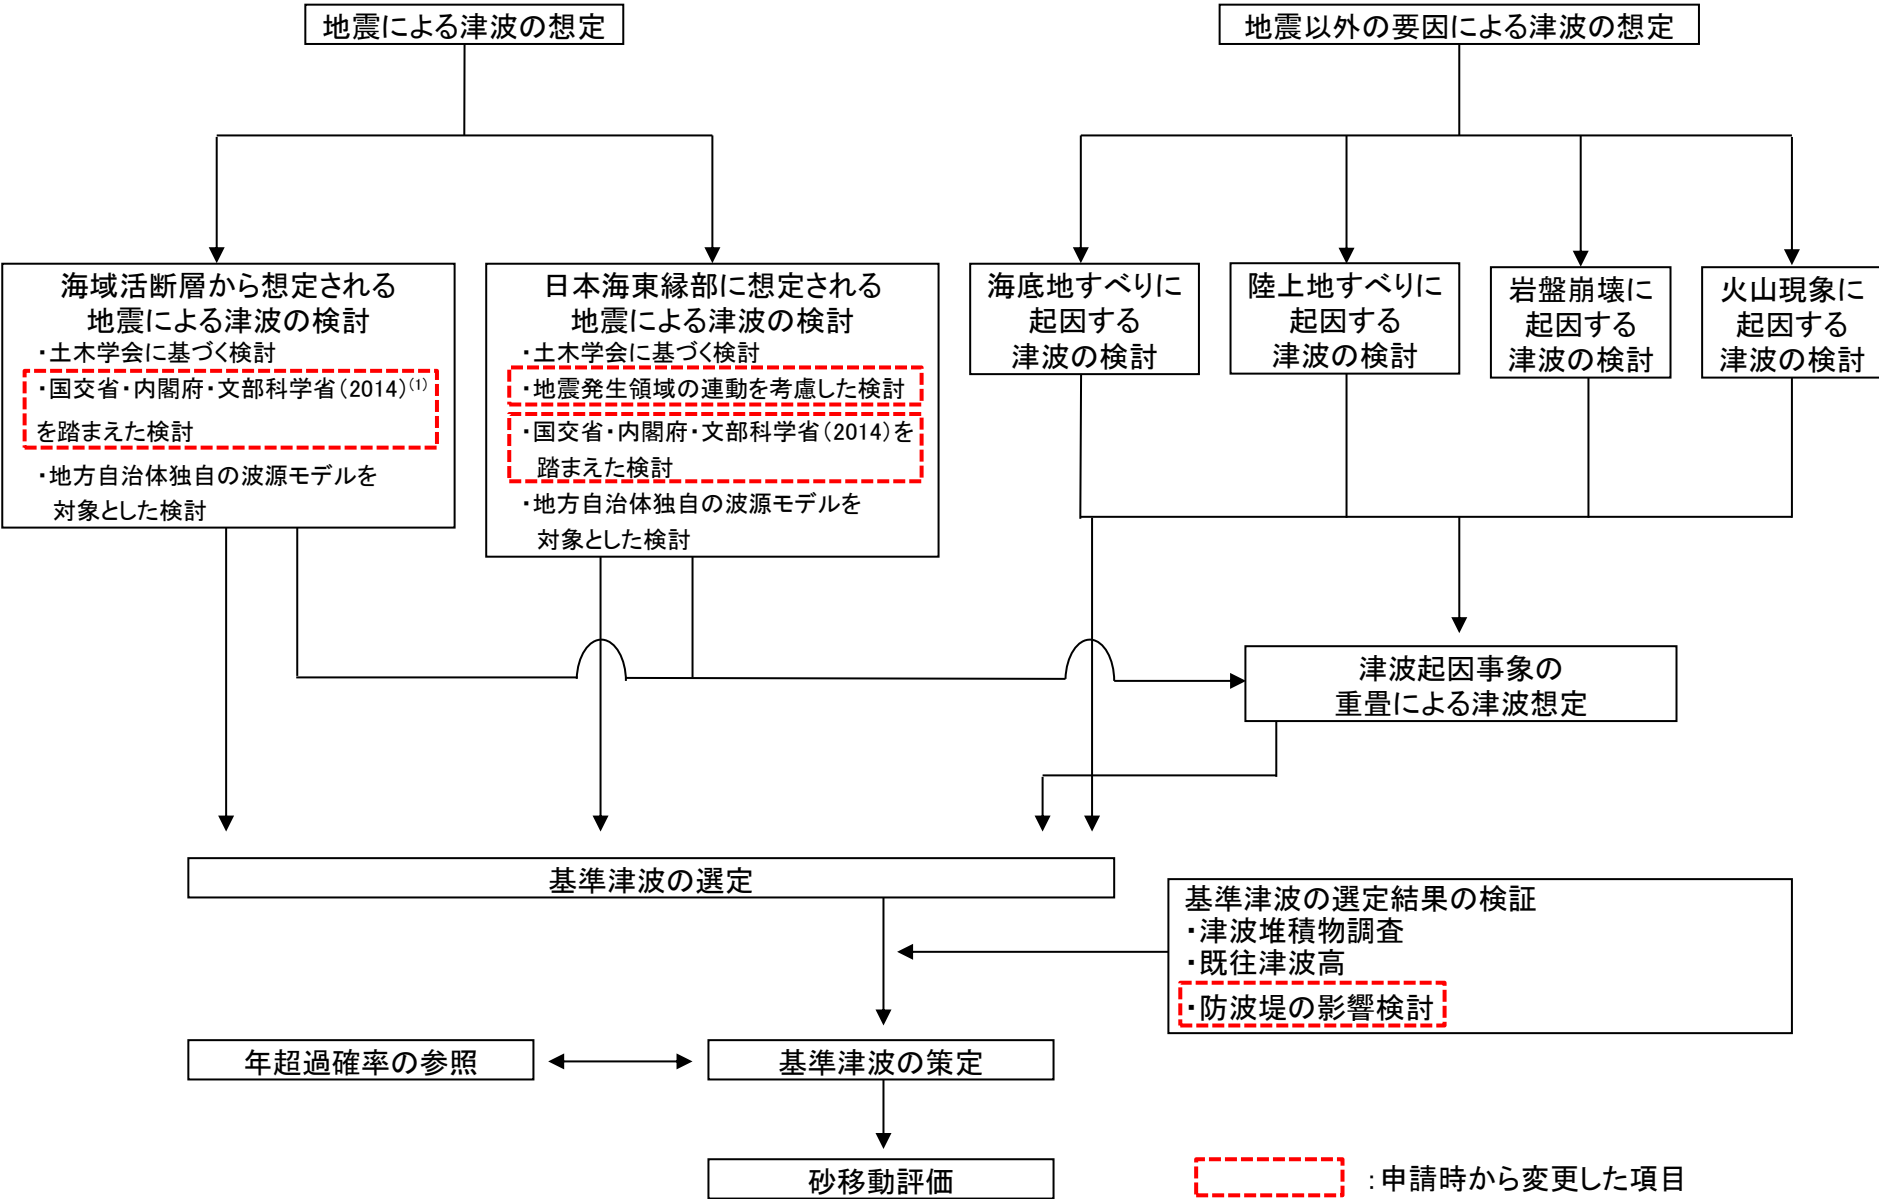 地震による津波の想定
地震以外の要因による津波の想定
海域活断層から想定される
地震による津波の検討
・土木学会に基づく検討
・国交省・内閣府・文部科学省(2014)⁽¹⁾
を踏まえた検討
・地方自治体独自の波源モデルを
対象とした検討
日本海東縁部に想定される
地震による津波の検討
・土木学会に基づく検討
・地震発生領域の連動を考慮した検討
・国交省・内閣府・文部科学省(2014)を
踏まえた検討
・地方自治体独自の波源モデルを
対象とした検討
海底地すべりに
起因する
津波の検討
陸上地すべりに
起因する
津波の検討
岩盤崩壊に
起因する
津波の検討
火山現象に
起因する
津波の検討
津波起因事象の
重畳による津波想定
基準津波の選定
基準津波の選定結果の検証
・津波堆積物調査
・既往津波高
・防波堤の影響検討
年超過確率の参照
基準津波の策定
砂移動評価
:申請時から変更した項目